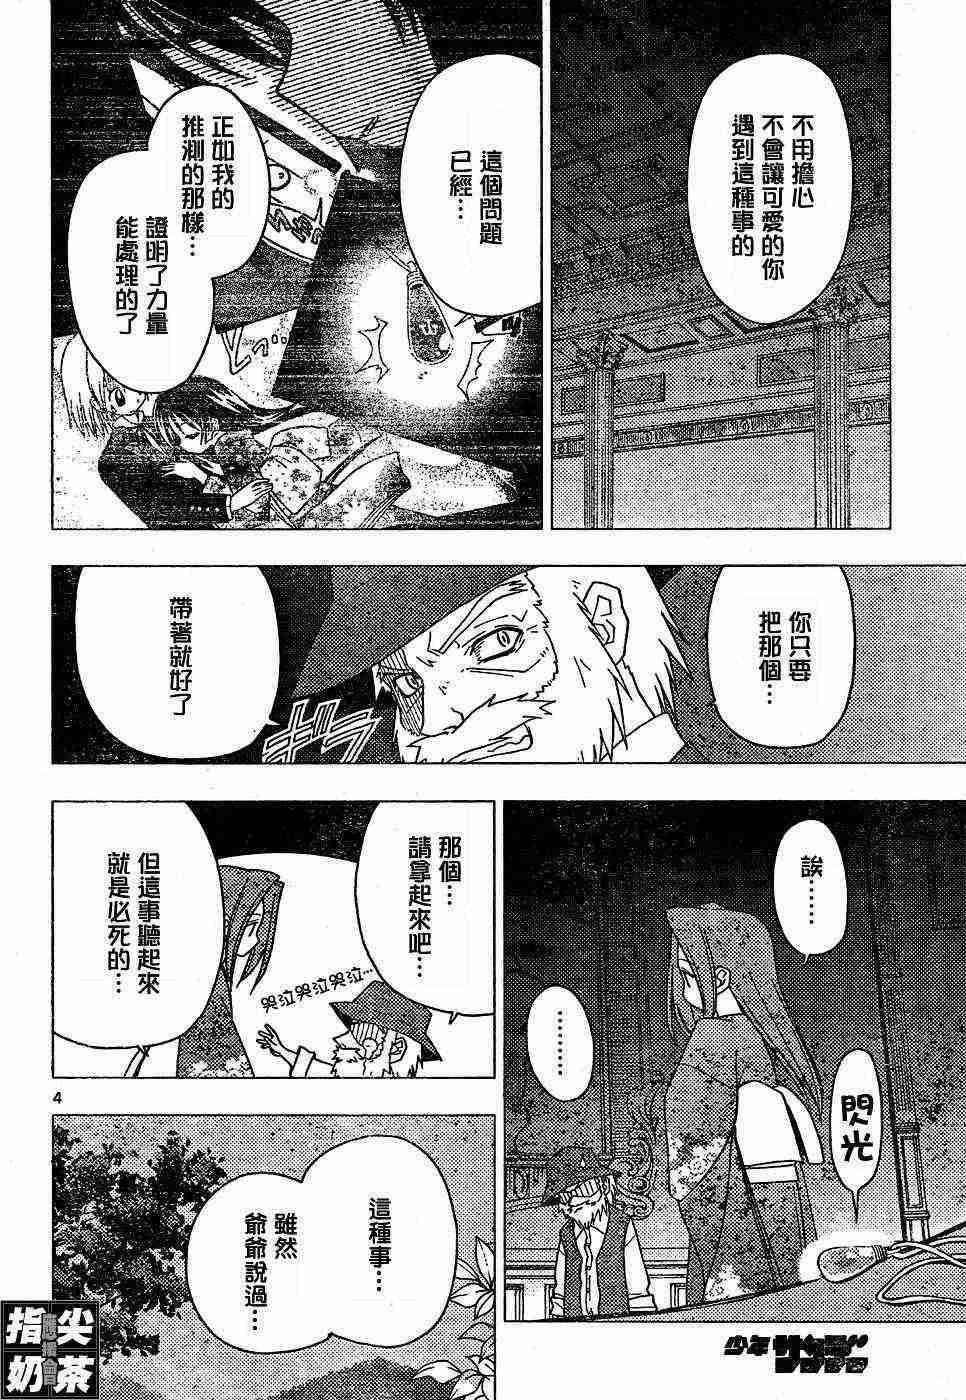 不用擔心
不會讓可愛的你
遇到這種事的
這個問題
已經…
正如我的
推測的那樣…
證明了力量
能處理的了
你只要
把那個…
帶著就好了
誒……
………
閃光
那個…
請拿起來吧…
哭泣哭泣哭泣…
但這事聽起來
就是必死的…
4
這種事…
雖然
爺爺說過…
指尖
奶茶
少年